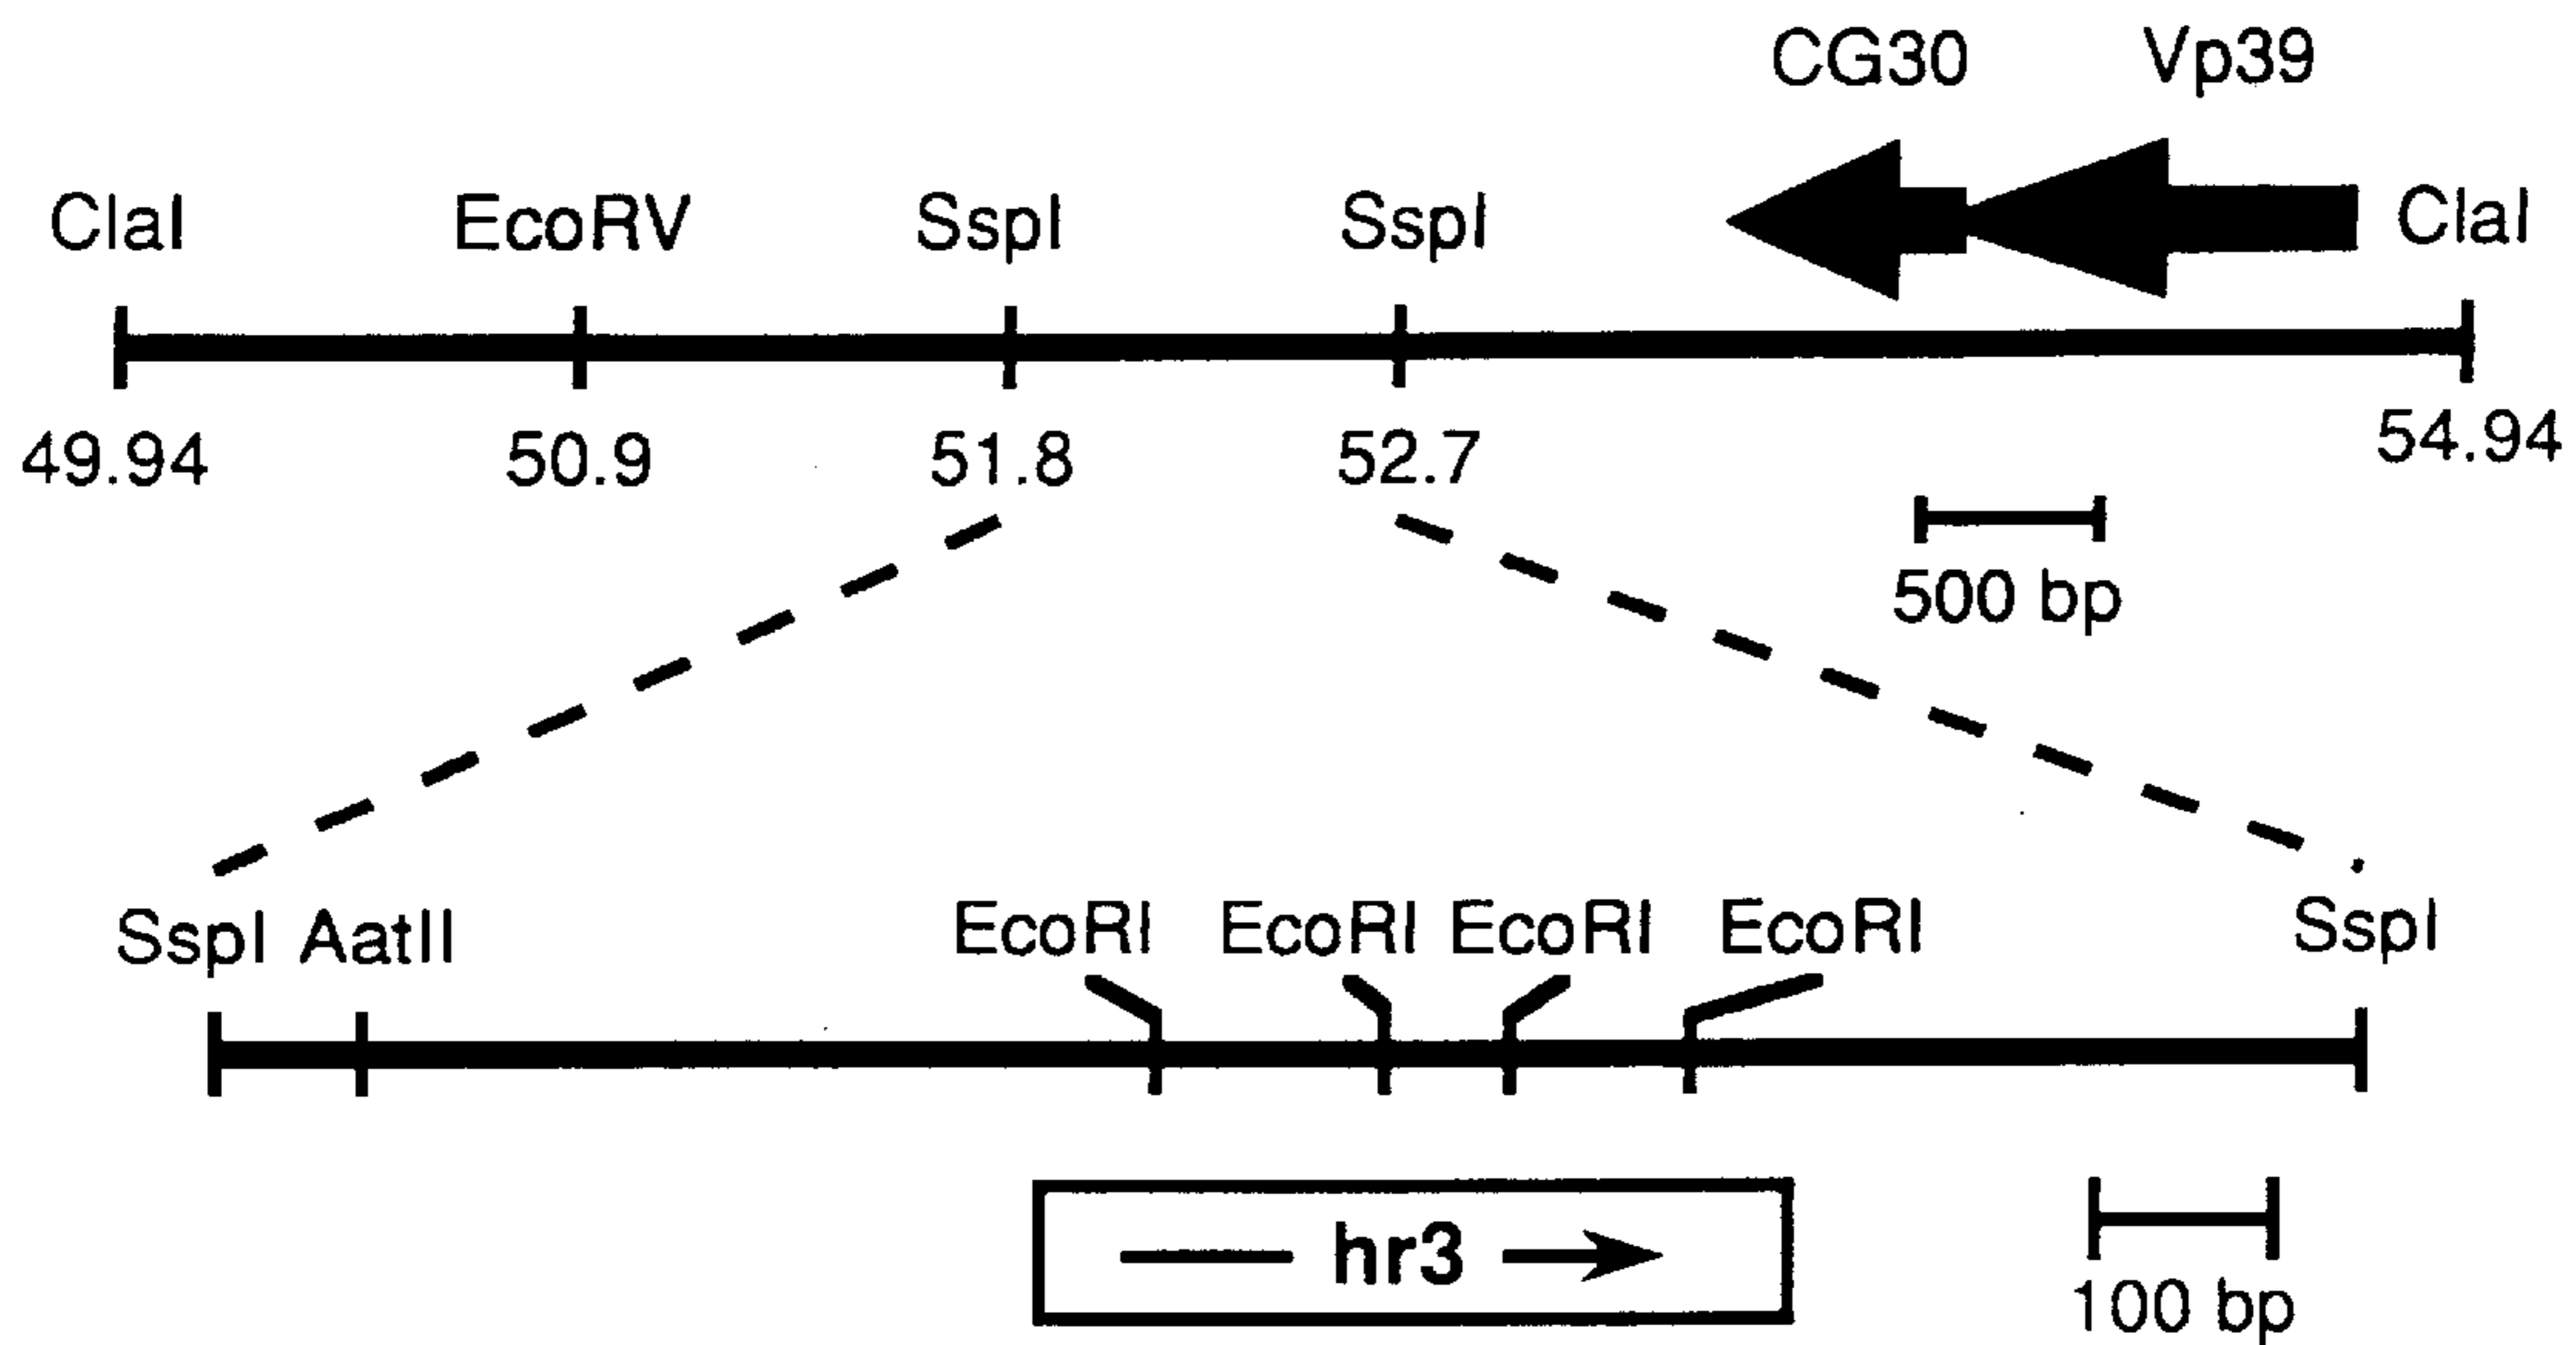 CG30 Vp39
ClaI EcoRV SspI SspI ClaI
49.94 50.9 51.8 52.7 54.94
500 bp
SspI AatII EcoRI EcoRI EcoRI EcoRI SspI
hr3
100 bp